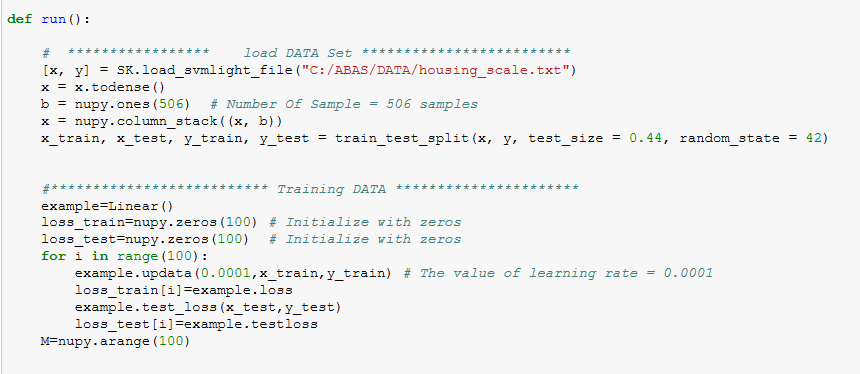 def run():
# ***************** load DATA Set *************************
[x, y] = SK.load_svmlight_file("C:/ABAS/DATA/housing_scale.txt")
x = x.todense()
b = nupy.ones(506) # Number Of Sample = 506 samples
x = nupy.column_stack((x, b))
x_train, x_test, y_train, y_test = train_test_split(x, y, test_size = 0.44, random_state = 42)
#************************** Training DATA **********************
example=Linear()
loss_train=nupy.zeros(100) # Initialize with zeros
loss_test=nupy.zeros(100) # Initialize with zeros
for i in range(100):
example.updata(0.0001,x_train,y_train) # The value of learning rate = 0.0001
loss_train[i]=example.loss
example.test_loss(x_test,y_test)
loss_test[i]=example.testloss
M=nupy.arange(100)